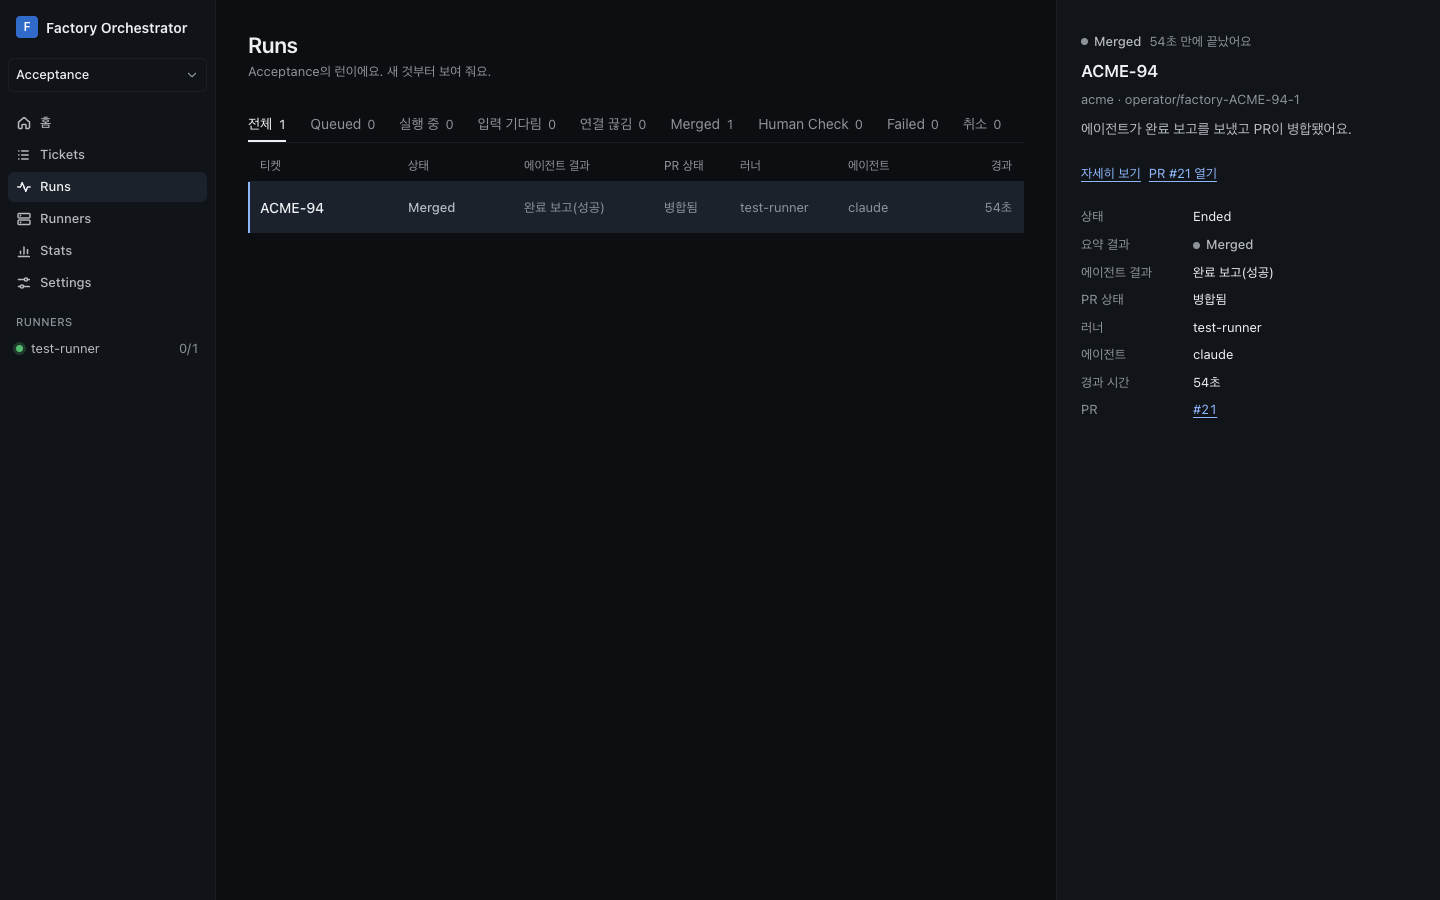 F Factory Orchestrator
Acceptance
홈
Tickets
Runs
Runners
Stats
Settings
RUNNERS
test-runner 0/1
Runs
Acceptance의 런이에요. 새 것부터 보여 줘요.
전체 1 Queued 0 실행 중 0 입력 기다림 0 연결 끊김 0 Merged 1 Human Check 0 Failed 0 취소 0
티켓 상태 에이전트 결과 PR 상태 러너 에이전트 경과
ACME-94 Merged 완료 보고(성공) 병합됨 test-runner claude 54초
Merged 54초 만에 끝났어요
ACME-94
acme · operator/factory-ACME-94-1
에이전트가 완료 보고를 보냈고 PR이 병합됐어요.
자세히 보기 PR #21 열기
상태 Ended
요약 결과 Merged
에이전트 결과 완료 보고(성공)
PR 상태 병합됨
러너 test-runner
에이전트 claude
경과 시간 54초
PR #21